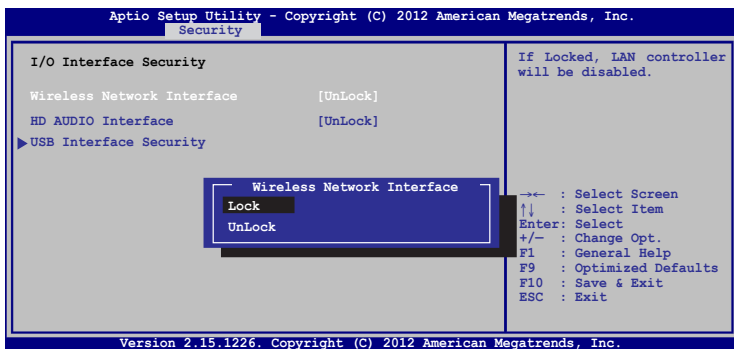 Aptio Setup Utility - Copyright (C) 2012 American Megatrends, Inc.
Security
I/O Interface Security
Wireless Network Interface [UnLock]
HD AUDIO Interface [UnLock]
USB Interface Security
If Locked, LAN controller
will be disabled.
Wireless Network Interface
Lock
UnLock
→← : Select Screen
↑↓ : Select Item
Enter: Select
+/— : Change Opt.
F1 : General Help
F9 : Optimized Defaults
F10 : Save & Exit
ESC : Exit
Version 2.15.1226. Copyright (C) 2012 American Megatrends, Inc.